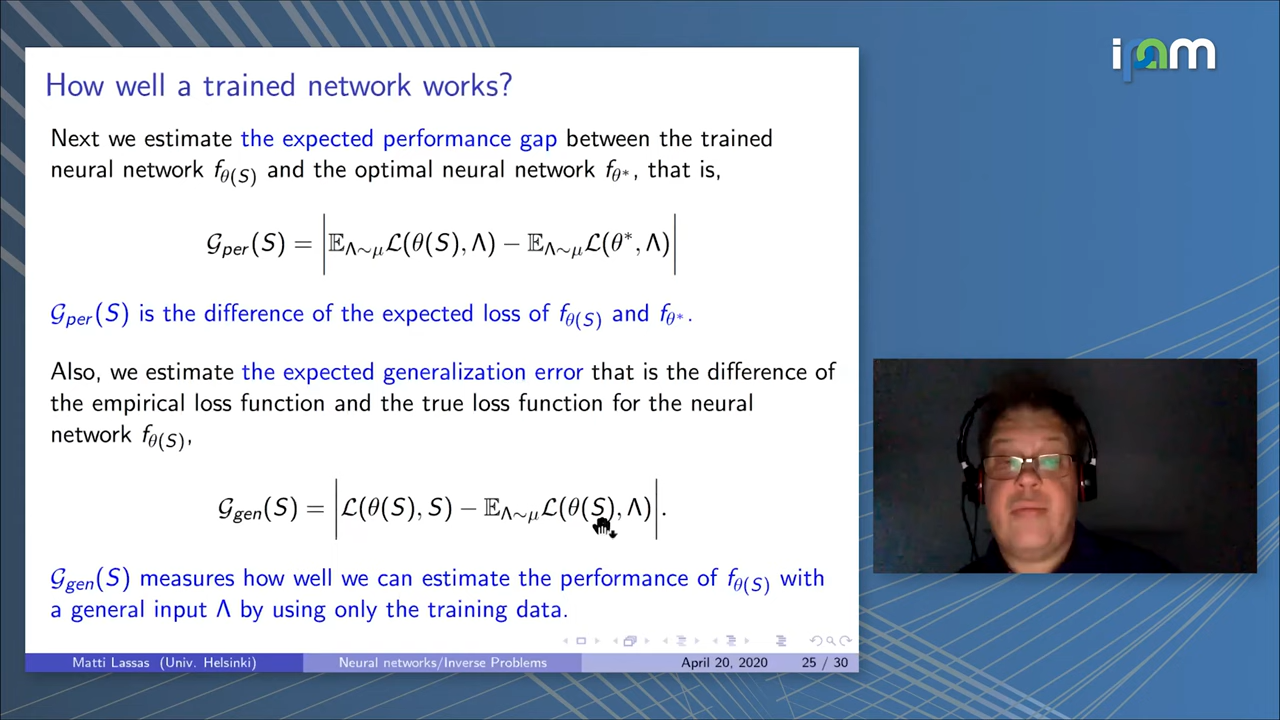 ipam
How well a trained network works?
Next we estimate the expected performance gap between the trained
neural network f_θ(S) and the optimal neural network f_θ*, that is,
𝒢_per(S) = |𝔼_Λ∼μ ℒ(θ(S), Λ) − 𝔼_Λ∼μ ℒ(θ*, Λ)|
𝒢_per(S) is the difference of the expected loss of f_θ(S) and f_θ*.
Also, we estimate the expected generalization error that is the difference of
the empirical loss function and the true loss function for the neural
network f_θ(S),
𝒢_gen(S) = |ℒ(θ(S), S) − 𝔼_Λ∼μ ℒ(θ(S), Λ)|.
𝒢_gen(S) measures how well we can estimate the performance of f_θ(S) with
a general input Λ by using only the training data.
Matti Lassas (Univ. Helsinki) Neural networks/Inverse Problems April 20, 2020 25 / 30